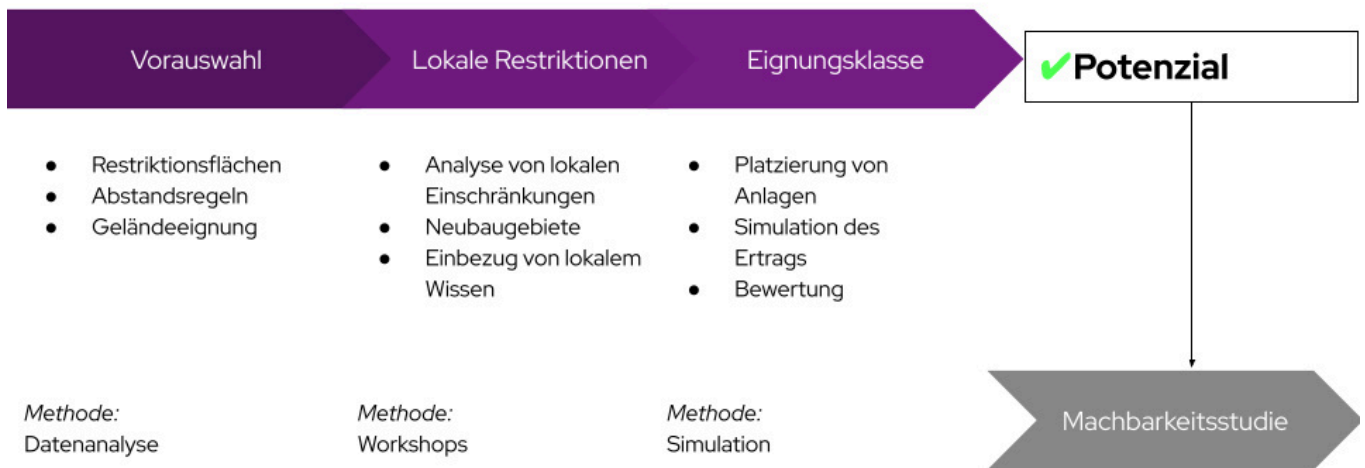 Vorauswahl
Lokale Restriktionen
Eignungsklasse
✔Potenzial
● Restriktionsflächen
● Abstandsregeln
● Geländeeignung
● Analyse von lokalen
Einschränkungen
● Neubaugebiete
● Einbezug von lokalem
Wissen
● Platzierung von
Anlagen
● Simulation des
Ertrags
● Bewertung
Methode:
Datenanalyse
Methode:
Workshops
Methode:
Simulation
Machbarkeitsstudie